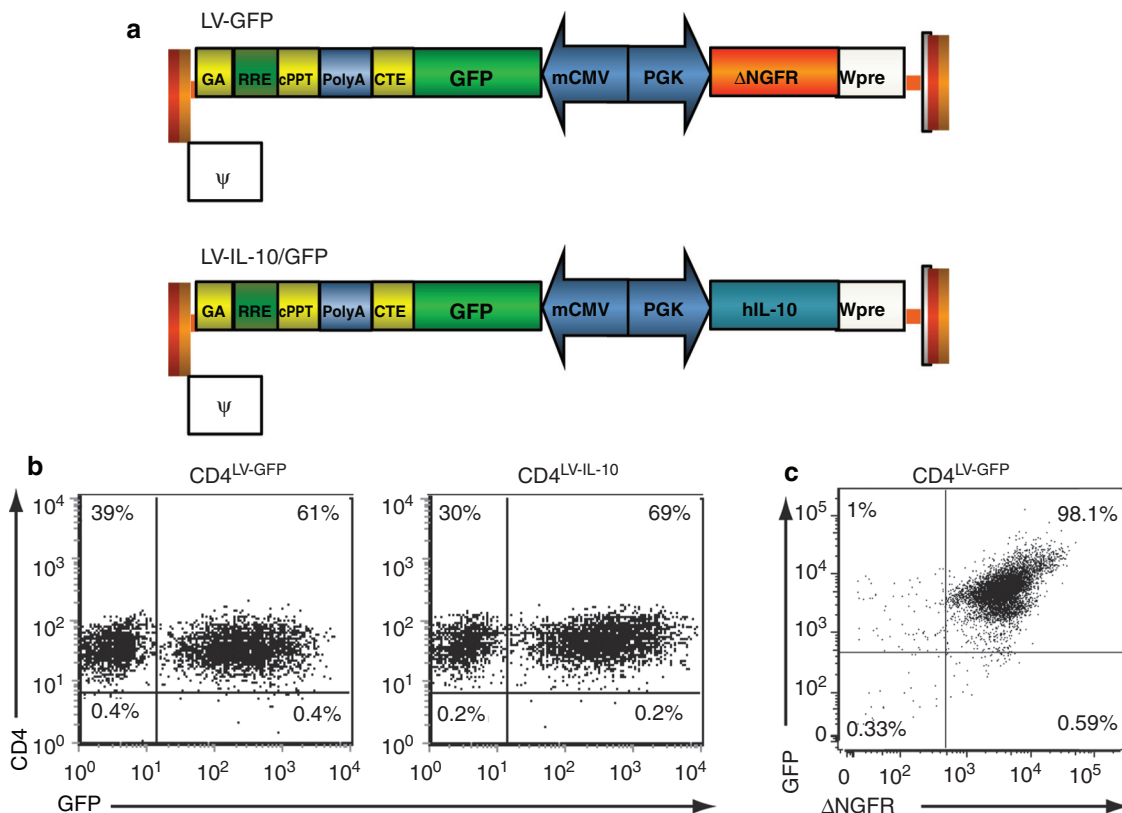 a
LV-GFP
GA RRE cPPT PolyA CTE GFP mCMV PGK ΔNGFR Wpre
ψ
LV-IL-10/GFP
GA RRE cPPT PolyA CTE GFP mCMV PGK hIL-10 Wpre
ψ
b
CD4LV-GFP
CD4LV-IL-10
39% 61%
0.4% 0.4%
30% 69%
0.2% 0.2%
10⁴
10³
10²
10¹
10⁰
10⁰ 10¹ 10² 10³ 10⁴
10⁴
10³
10²
10¹
10⁰
10⁰ 10¹ 10² 10³ 10⁴
CD4
GFP
c
CD4LV-GFP
1% 98.1%
0.33% 0.59%
10⁵
10⁴
10³
10²
0
0 10² 10³ 10⁴ 10⁵
GFP
ΔNGFR